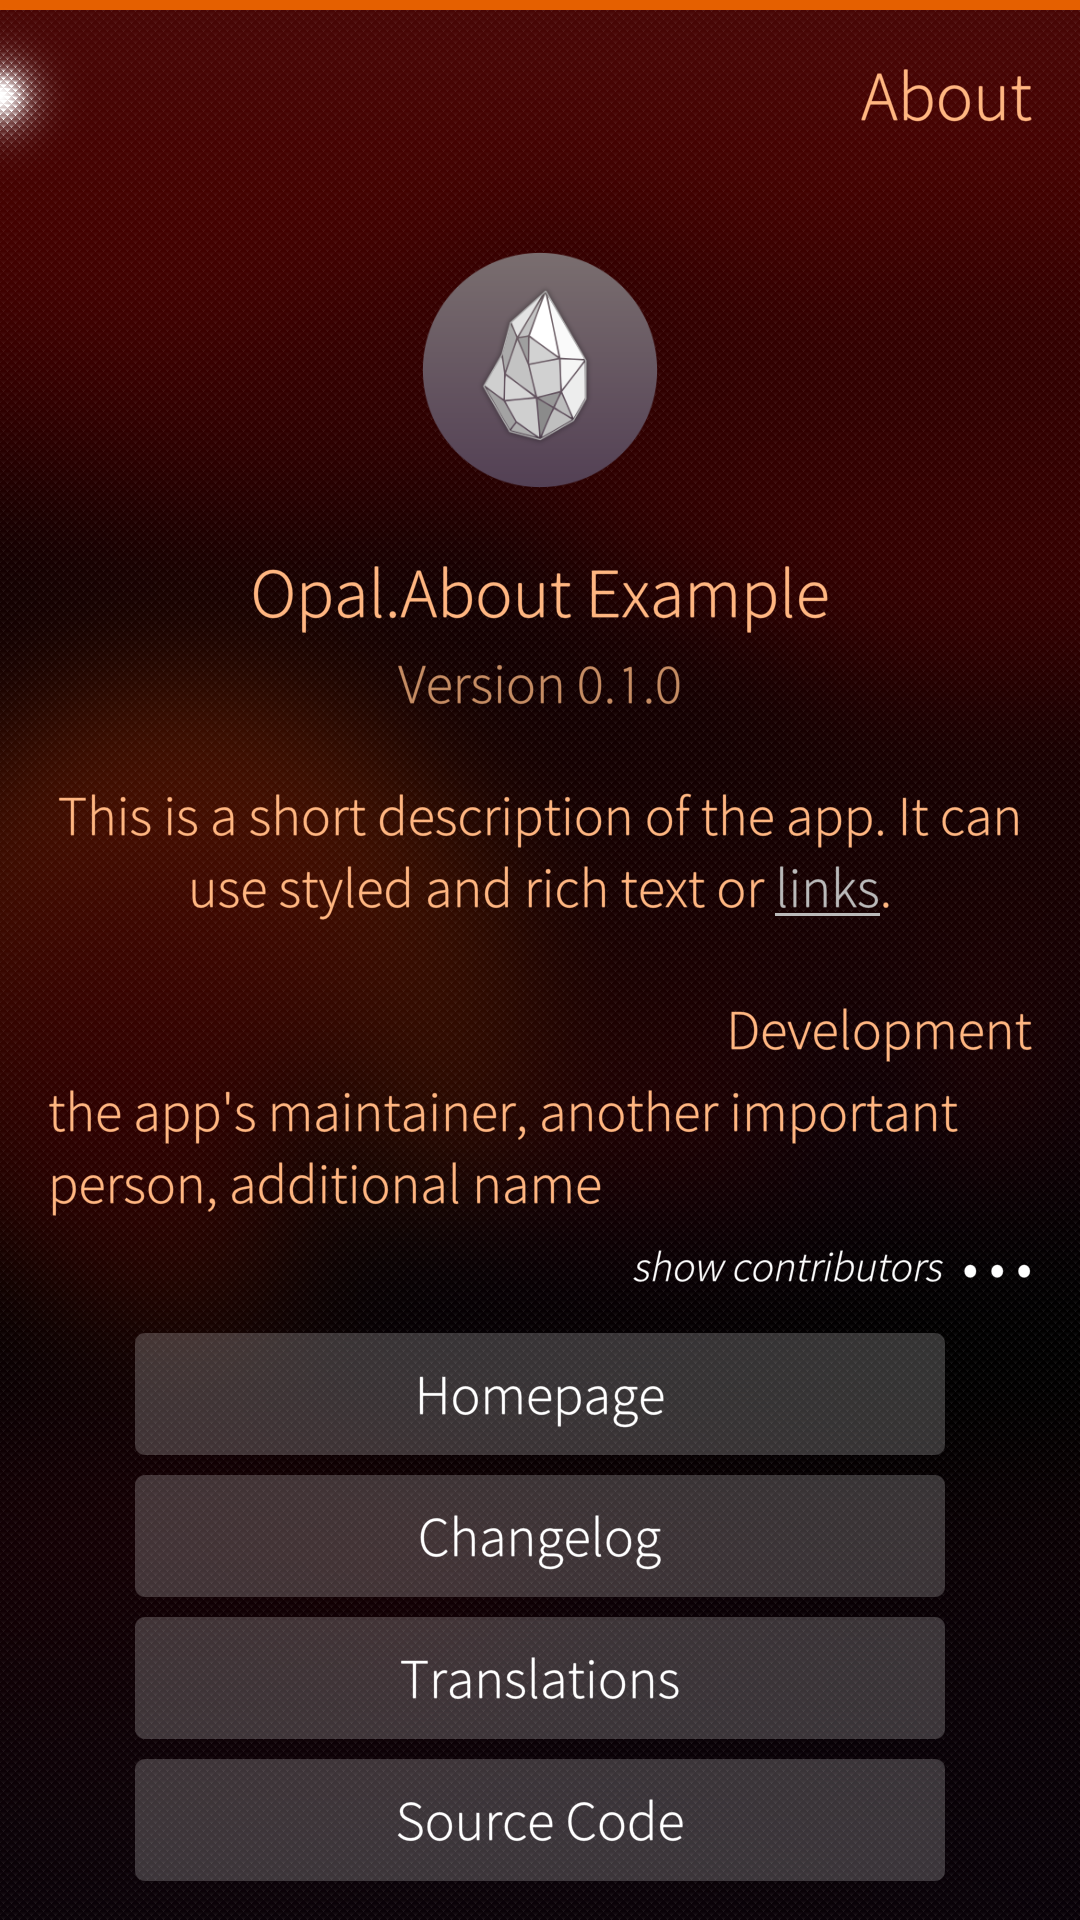 About
Opal.About Example
Version 0.1.0
This is a short description of the app. It can
use styled and rich text or links.
Development
the app's maintainer, another important
person, additional name
show contributors •••
Homepage
Changelog
Translations
Source Code